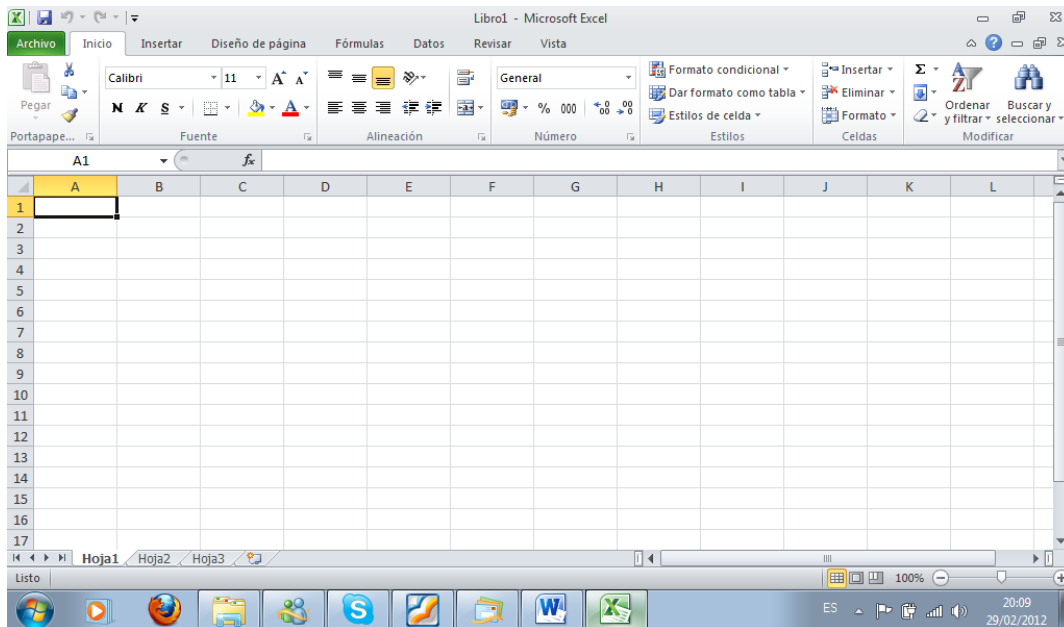 Libro1 - Microsoft Excel
Archivo Inicio Insertar Diseño de página Fórmulas Datos Revisar Vista
Pegar
Calibri 11
N K S
General
% 000
Formato condicional
Dar formato como tabla
Estilos de celda
Insertar
Eliminar
Formato
Σ
Ordenar y filtrar
Buscar y seleccionar
Portapape... Fuente Alineación Número Estilos Celdas Modificar
A1 fx
A B C D E F G H I J K L
1
2
3
4
5
6
7
8
9
10
11
12
13
14
15
16
17
Hoja1 Hoja2 Hoja3
Listo 100%
ES 20:09
29/02/2012